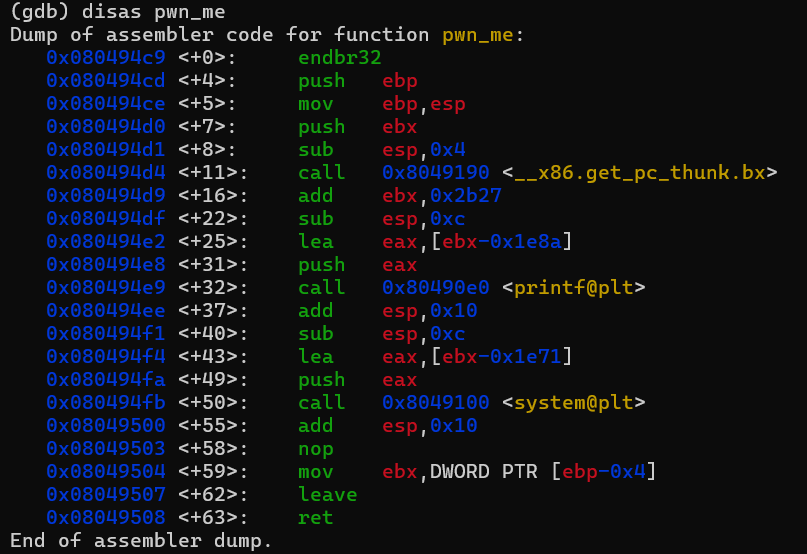 (gdb) disas pwn_me
Dump of assembler code for function pwn_me:
   0x080494c9 <+0>:     endbr32
   0x080494cd <+4>:     push   ebp
   0x080494ce <+5>:     mov    ebp,esp
   0x080494d0 <+7>:     push   ebx
   0x080494d1 <+8>:     sub    esp,0x4
   0x080494d4 <+11>:    call   0x8049190 <__x86.get_pc_thunk.bx>
   0x080494d9 <+16>:    add    ebx,0x2b27
   0x080494df <+22>:    sub    esp,0xc
   0x080494e2 <+25>:    lea    eax,[ebx-0x1e8a]
   0x080494e8 <+31>:    push   eax
   0x080494e9 <+32>:    call   0x80490e0 <printf@plt>
   0x080494ee <+37>:    add    esp,0x10
   0x080494f1 <+40>:    sub    esp,0xc
   0x080494f4 <+43>:    lea    eax,[ebx-0x1e71]
   0x080494fa <+49>:    push   eax
   0x080494fb <+50>:    call   0x8049100 <system@plt>
   0x08049500 <+55>:    add    esp,0x10
   0x08049503 <+58>:    nop
   0x08049504 <+59>:    mov    ebx,DWORD PTR [ebp-0x4]
   0x08049507 <+62>:    leave
   0x08049508 <+63>:    ret
End of assembler dump.